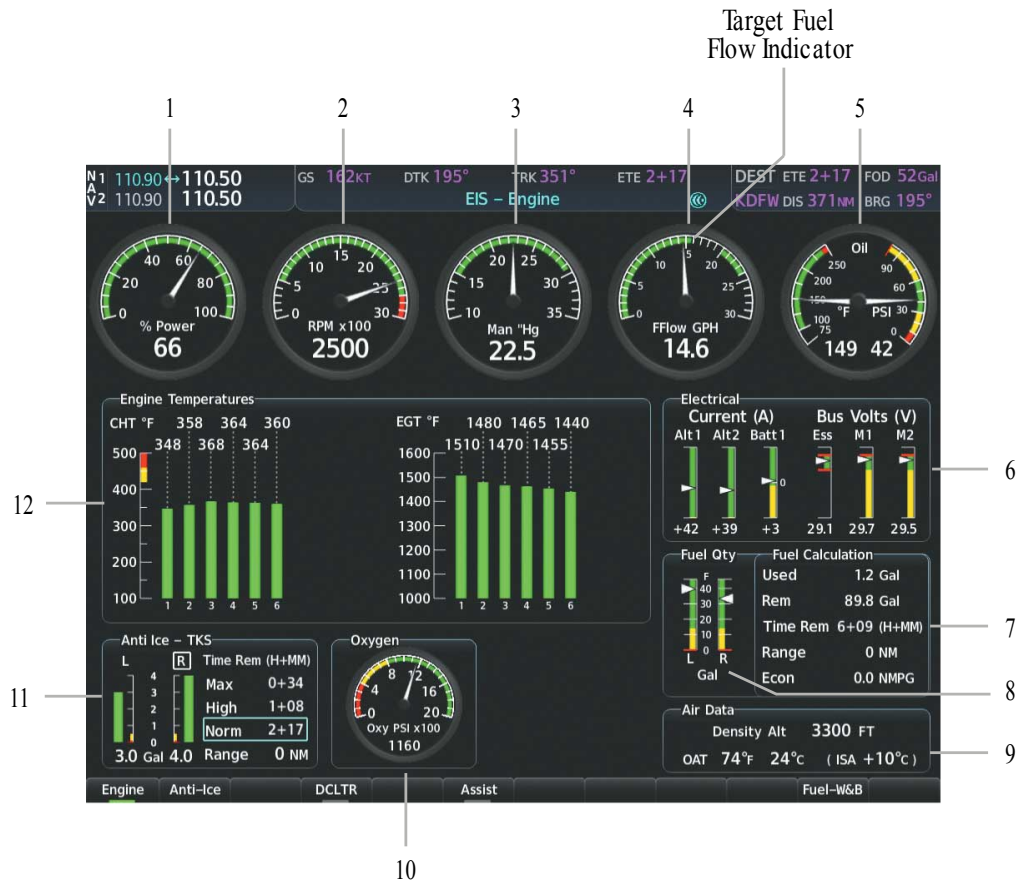 Target Fuel
Flow Indicator
1 2 3 4 5
N 1 110.90 ↔ 110.50 GS 162KT DTK 195° TRK 351° ETE 2+17 DEST ETE 2+17 FOD 52Gal
A
V 2 110.90 110.50 EIS – Engine KDFW DIS 371NM BRG 195°
0 20 40 60 80 100
% Power
66
0 5 10 15 20 25 30
RPM x100
2500
10 15 20 25 30 35
Man "Hg
22.5
0 5 10 15 20 25 30
FFlow GPH
14.6
Oil
250 200 150 100 75
°F
149
90 60 30 0
PSI
42
Engine Temperatures
CHT °F 358 364 360
348 368 364
500
400
300
200
100
1 2 3 4 5 6
EGT °F 1480 1465 1440
1510 1470 1455
1600
1500
1400
1300
1200
1100
1000
1 2 3 4 5 6
Electrical
Current (A) Bus Volts (V)
Alt1 Alt2 Batt1 Ess M1 M2
0
+42 +39 +3 29.1 29.7 29.5
6
Fuel Qty
F
40
30
20
10
0
L R
Gal
Fuel Calculation
Used 1.2 Gal
Rem 89.8 Gal
Time Rem 6+09 (H+MM)
Range 0 NM
Econ 0.0 NMPG
7
8
12
Anti Ice – TKS
L R Time Rem (H+MM)
4
3
2
1
0
Max 0+34
High 1+08
Norm 2+17
3.0 Gal 4.0 Range 0 NM
11
Oxygen
0 4 8 12 16 20
Oxy PSI x100
1160
Air Data
Density Alt 3300 FT
OAT 74°F 24°C (ISA +10°C)
9
Engine Anti–Ice DCLTR Assist Fuel–W&B
10